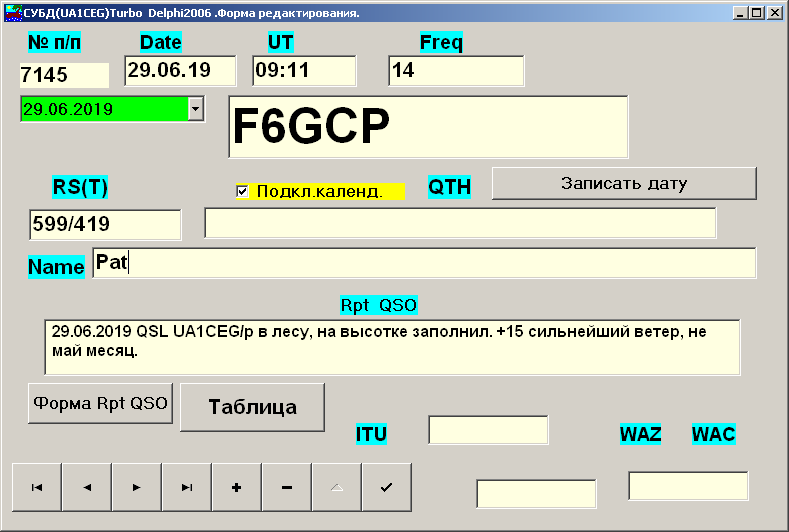 СУБД(UA1CEG)Turbo Delphi2006 .Форма редактирования.
№ п/п Date UT Freq
7145 29.06.19 09:11 14
29.06.2019
F6GCP
RS(T) Подкл.календ. QTH Записать дату
599/419
Name Pat
Rpt QSO
29.06.2019 QSL UA1CEG/p в лесу, на высотке заполнил. +15 сильнейший ветер, не
май месяц.
Форма Rpt QSO Таблица
ITU WAZ WAC